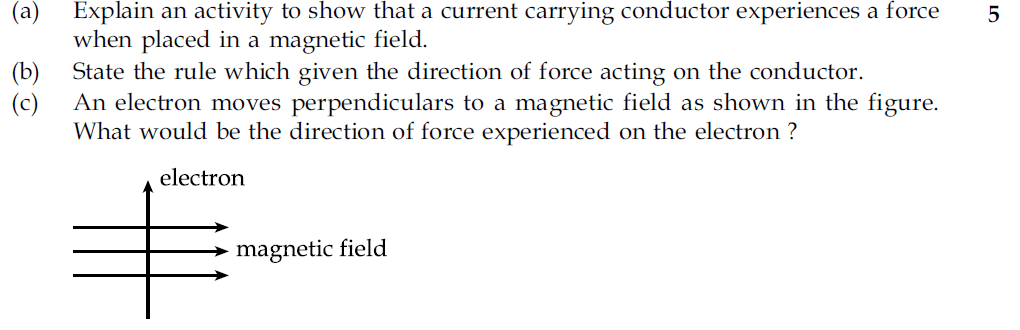 (a) Explain an activity to show that a current carrying conductor experiences a force 5
when placed in a magnetic field.
(b) State the rule which given the direction of force acting on the conductor.
(c) An electron moves perpendiculars to a magnetic field as shown in the figure.
What would be the direction of force experienced on the electron ?
electron
magnetic field